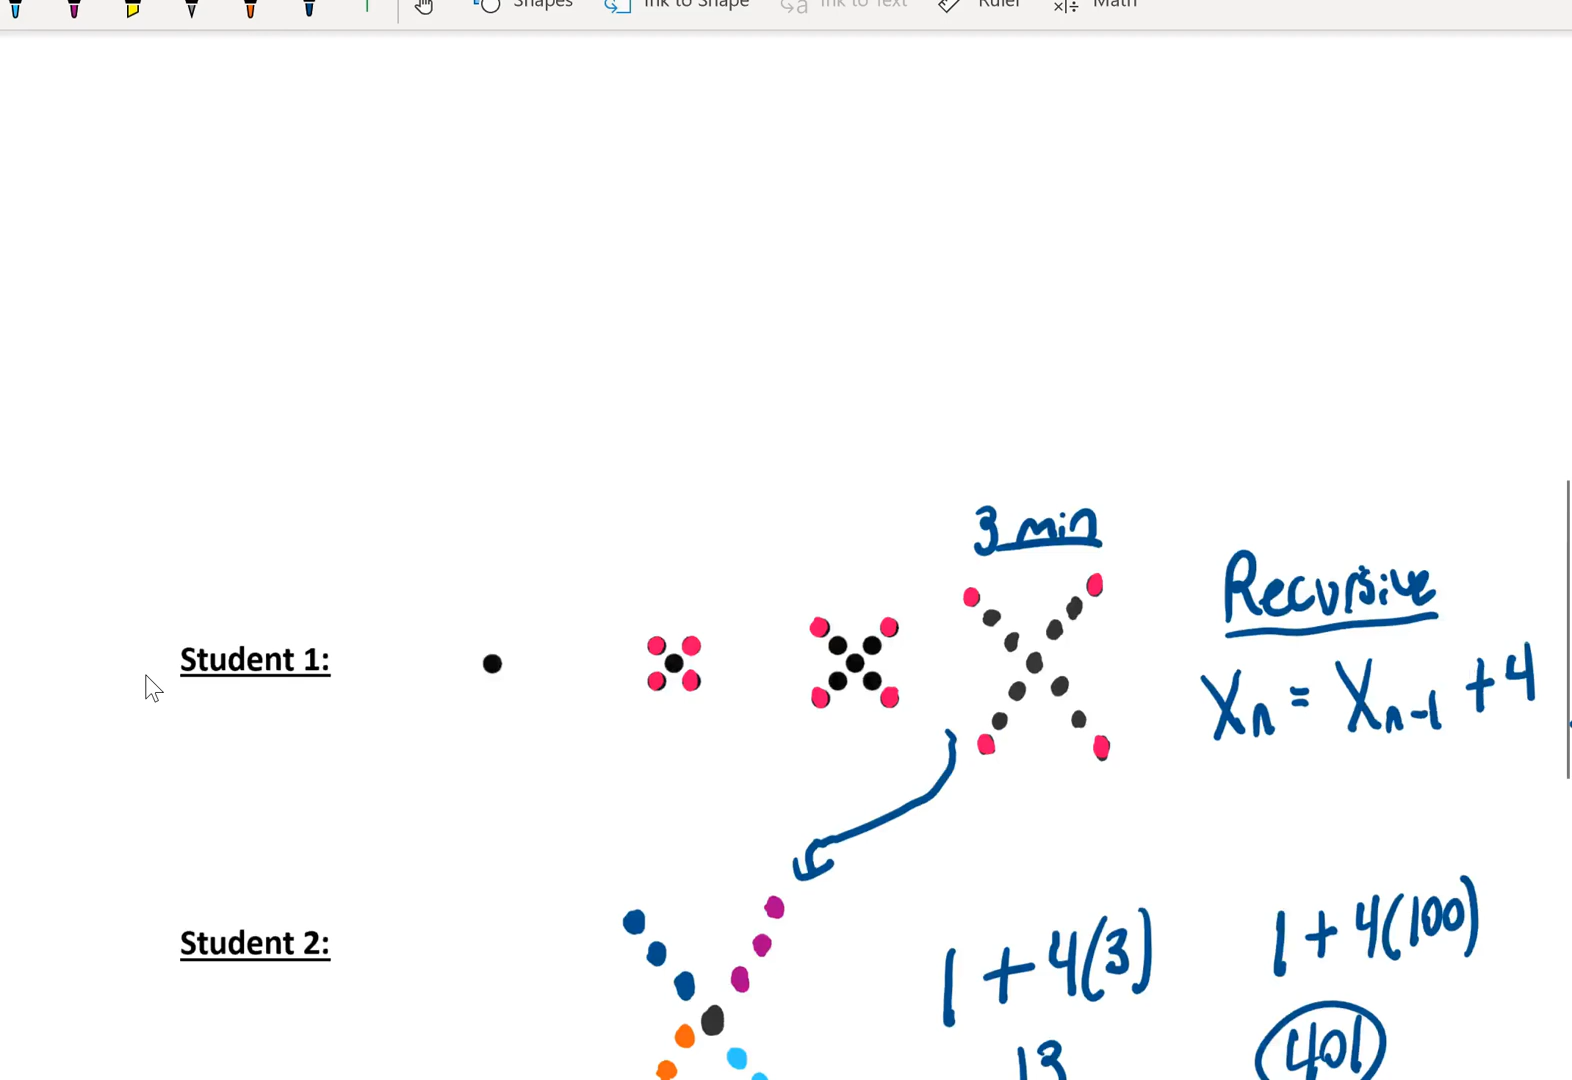 Shapes Ink to Shape Ink to Text Ruler Math
3 min
Recursive
Student 1:
Xn = Xn-1 +4
Student 2:
1 + 4(3)
1 + 4(100)
13
401